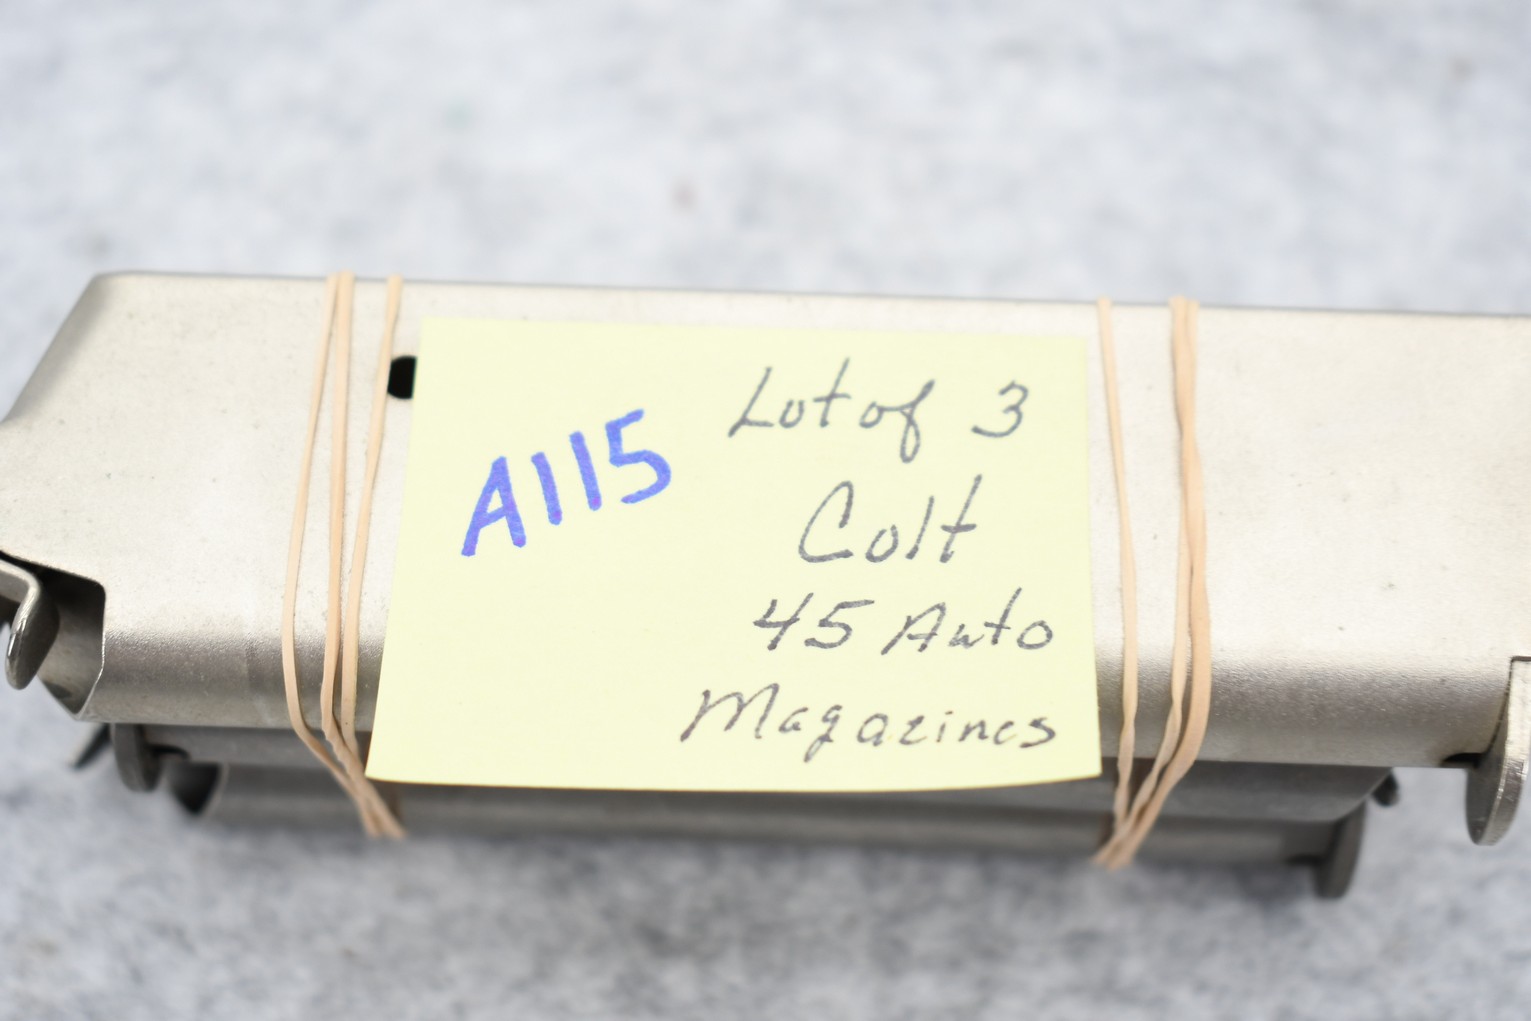 A115
Lot of 3
Colt
45 Auto
Magazines